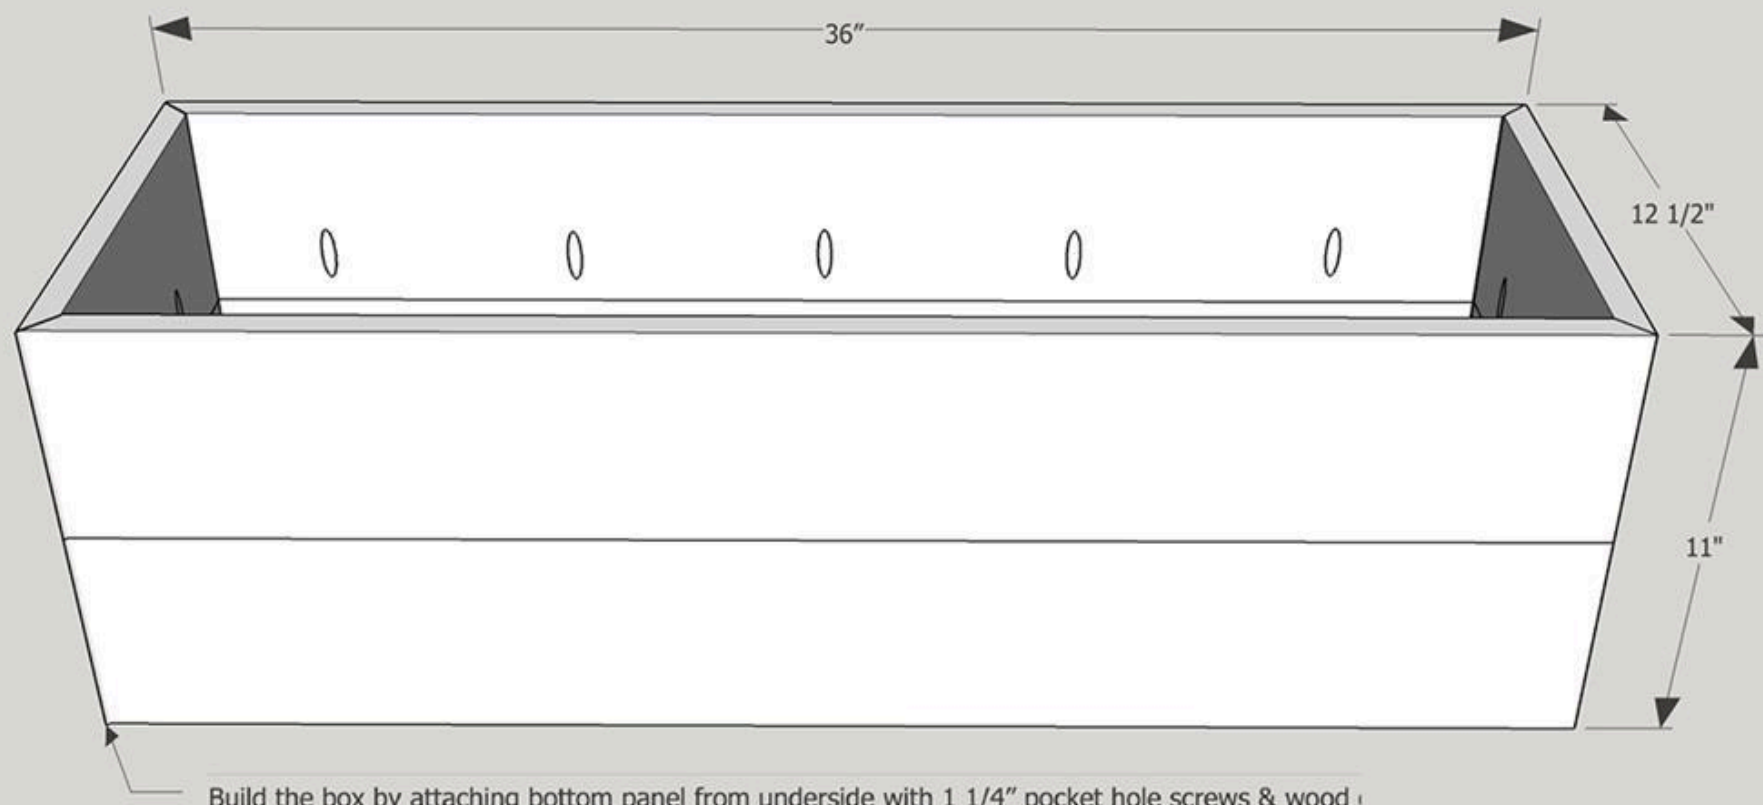 36″
12 1/2"
11"
Build the box by attaching bottom panel from underside with 1 1/4″ pocket hole screws & wood